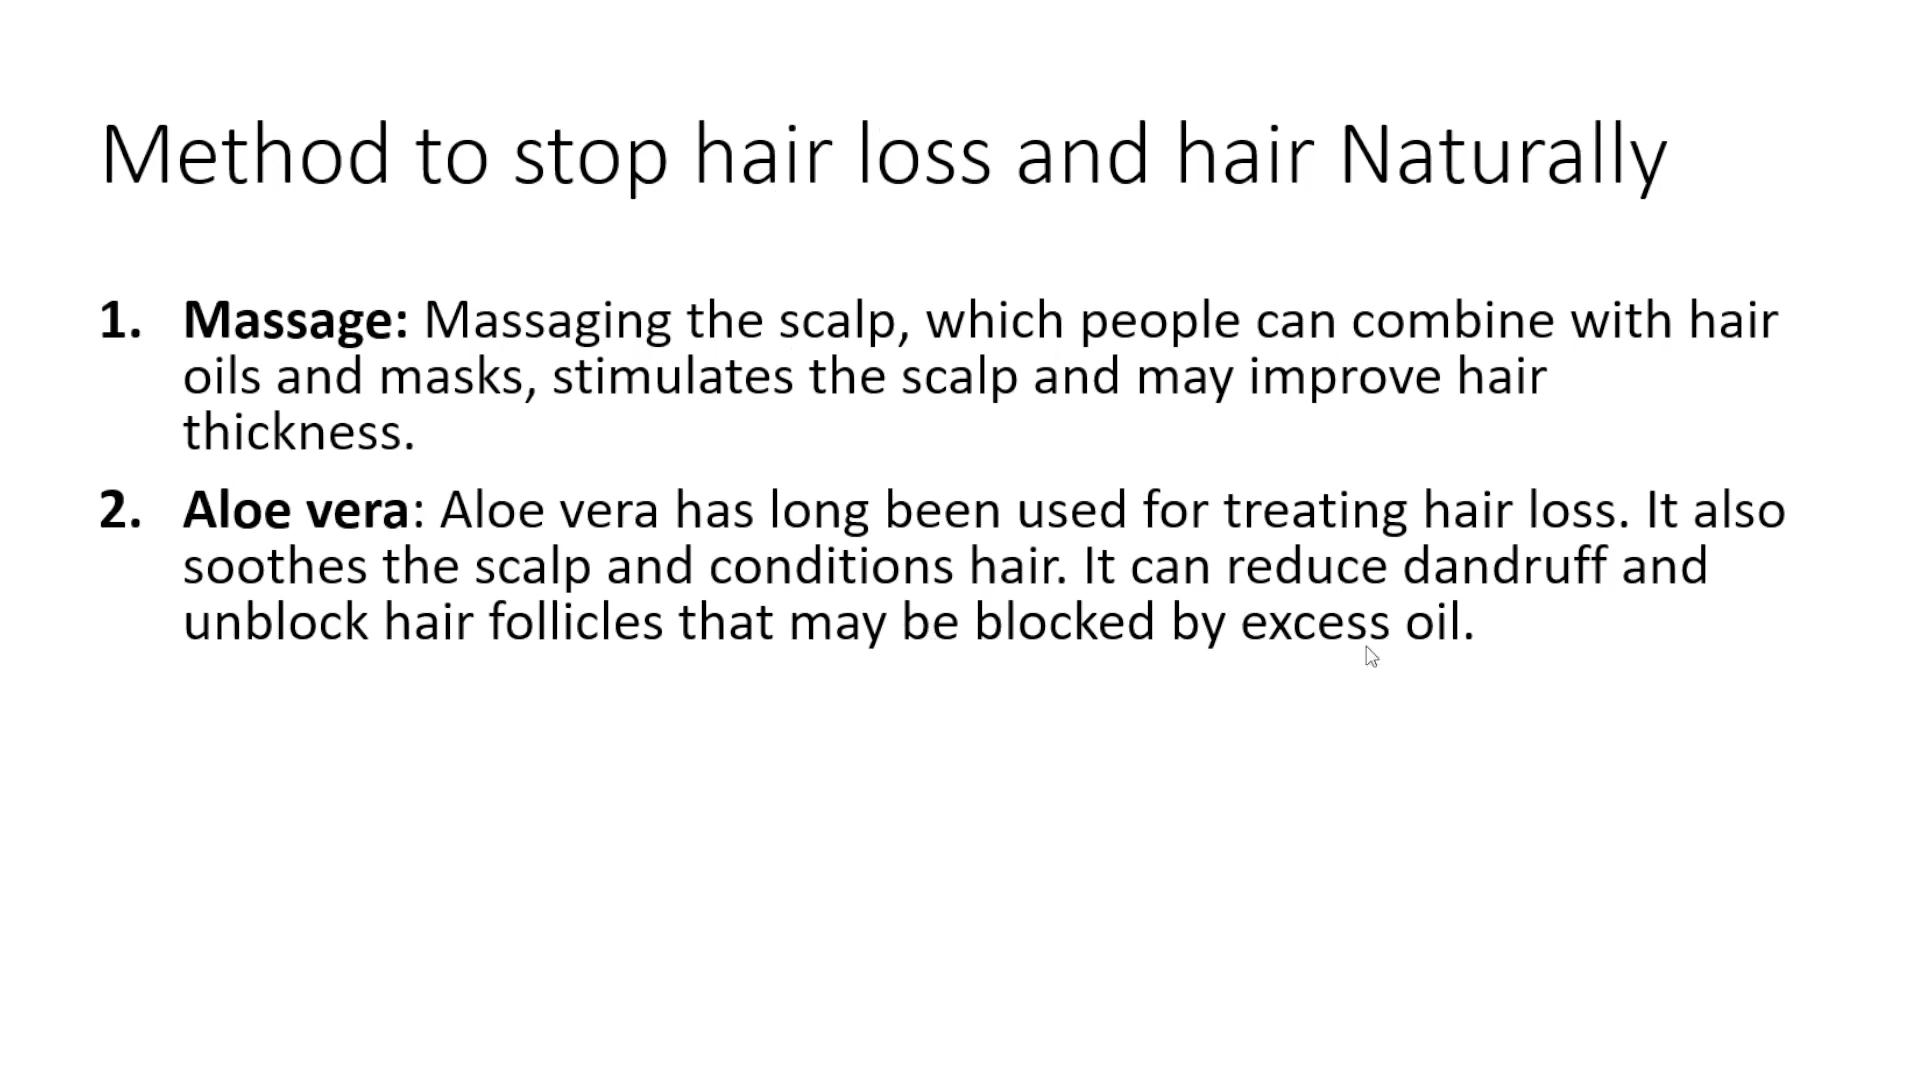 Method to stop hair loss and hair Naturally
1. Massage: Massaging the scalp, which people can combine with hair
oils and masks, stimulates the scalp and may improve hair
thickness.
2. Aloe vera: Aloe vera has long been used for treating hair loss. It also
soothes the scalp and conditions hair. It can reduce dandruff and
unblock hair follicles that may be blocked by excess oil.